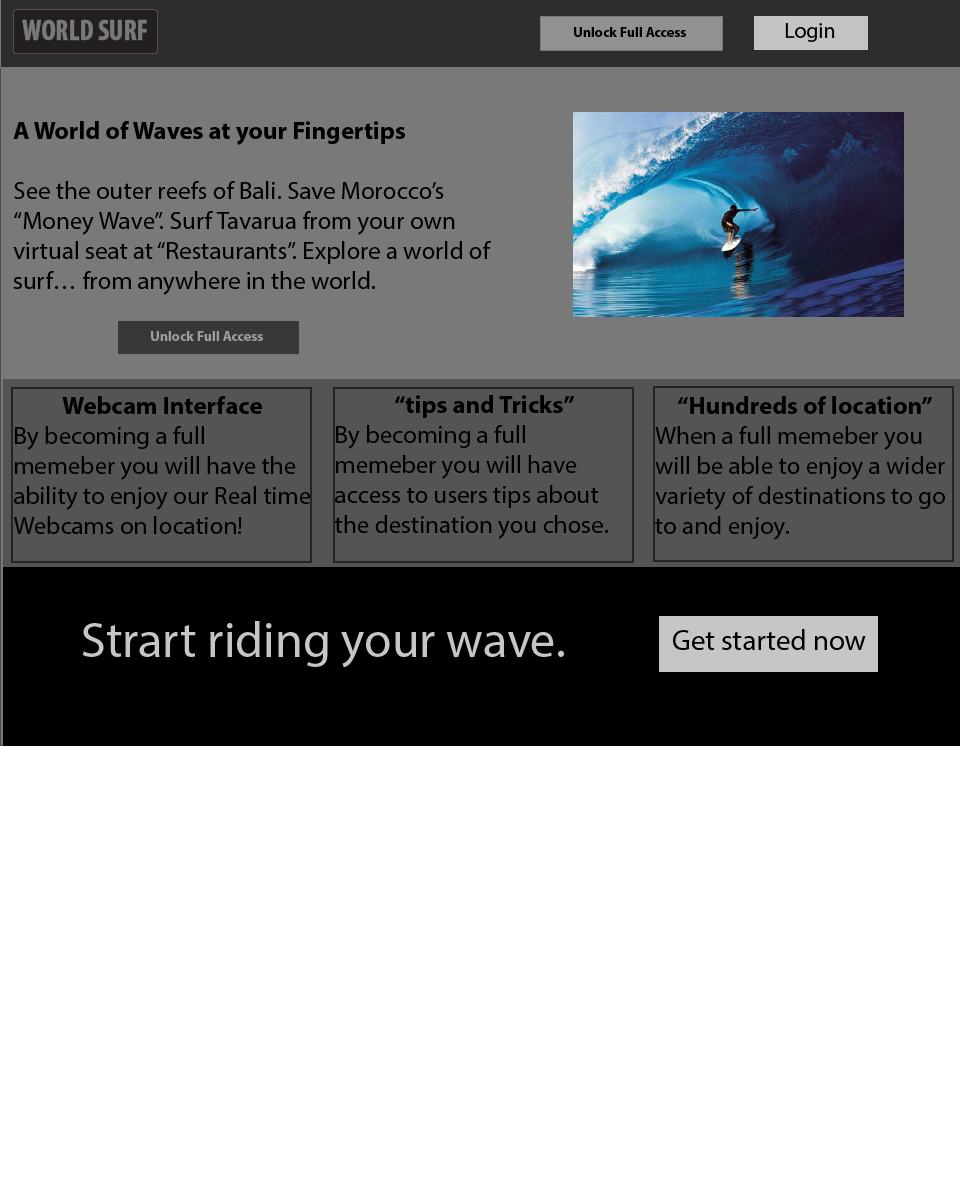 WORLD SURF
Unlock Full Access
Login
A World of Waves at your Fingertips
See the outer reefs of Bali. Save Morocco’s
“Money Wave”. Surf Tavarua from your own
virtual seat at “Restaurants”. Explore a world of
surf… from anywhere in the world.
Unlock Full Access
Webcam Interface
By becoming a full
memeber you will have the
ability to enjoy our Real time
Webcams on location!
“tips and Tricks”
By becoming a full
memeber you will have
access to users tips about
the destination you chose.
“Hundreds of location”
When a full memeber you
will be able to enjoy a wider
variety of destinations to go
to and enjoy.
Strart riding your wave.
Get started now